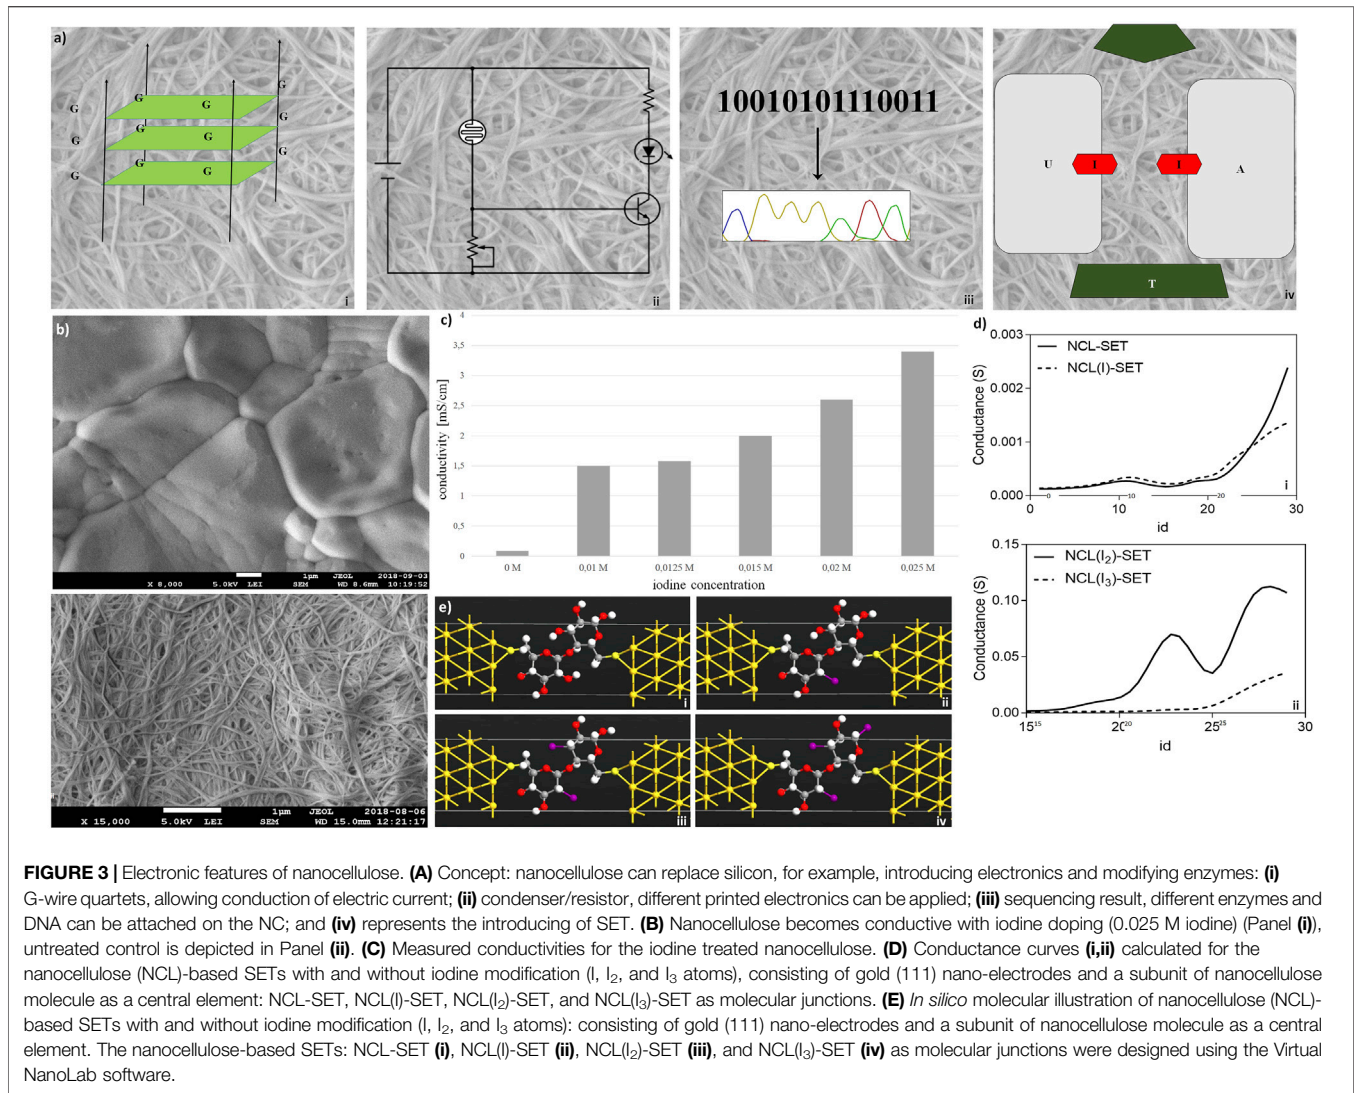 a)
G
G
G
G
G
G
G
G
G
G
G
G
i
ii
10010101110011
iii
U
I
I
A
T
iv
b)
X 8,000 5.0kV LEI 1µm JEOL 2018-09-03
SEM WD 8.6mm 10:19:52
X 15,000 5.0kV LEI 1µm JEOL 2018-08-06
SEM WD 15.0mm 12:21:17
c)
conductivity [mS/cm]
4
3,5
3
2,5
2
1,5
1
0,5
0
0 M 0,01 M 0,0125 M 0,015 M 0,02 M 0,025 M
iodine concentration
d)
Conductance (S)
0.003
0.002
0.001
0.000
NCL-SET
NCL(I)-SET
i
0 10 20
0 10 20 30
id
Conductance (S)
0.15
0.10
0.05
0.00
NCL(I₂)-SET
NCL(I₃)-SET
ii
15 20 25
15 20 25 30
id
e)
i
ii
iii
iv
FIGURE 3 | Electronic features of nanocellulose. (A) Concept: nanocellulose can replace silicon, for example, introducing electronics and modifying enzymes: (i)
G-wire quartets, allowing conduction of electric current; (ii) condenser/resistor, different printed electronics can be applied; (iii) sequencing result, different enzymes and
DNA can be attached on the NC; and (iv) represents the introducing of SET. (B) Nanocellulose becomes conductive with iodine doping (0.025 M iodine) (Panel (i)),
untreated control is depicted in Panel (ii). (C) Measured conductivities for the iodine treated nanocellulose. (D) Conductance curves (i,ii) calculated for the
nanocellulose (NCL)-based SETs with and without iodine modification (I, I₂, and I₃ atoms), consisting of gold (111) nano-electrodes and a subunit of nanocellulose
molecule as a central element: NCL-SET, NCL(I)-SET, NCL(I₂)-SET, and NCL(I₃)-SET as molecular junctions. (E) In silico molecular illustration of nanocellulose (NCL)-
based SETs with and without iodine modification (I, I₂, and I₃ atoms): consisting of gold (111) nano-electrodes and a subunit of nanocellulose molecule as a central
element. The nanocellulose-based SETs: NCL-SET (i), NCL(I)-SET (ii), NCL(I₂)-SET (iii), and NCL(I₃)-SET (iv) as molecular junctions were designed using the Virtual
NanoLab software.